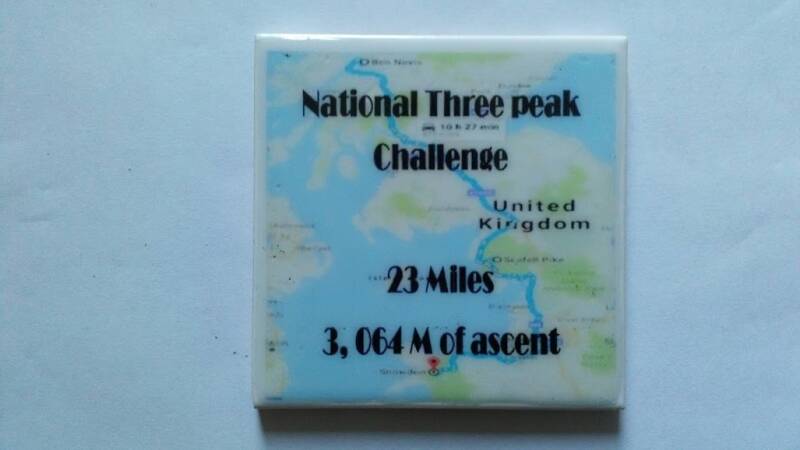 Ben Nevis
National Three peak
10 h 27 min
Challenge
United
Kingdom
Scafell Pike
23 Miles
3, 064 M of ascent
Snowdon